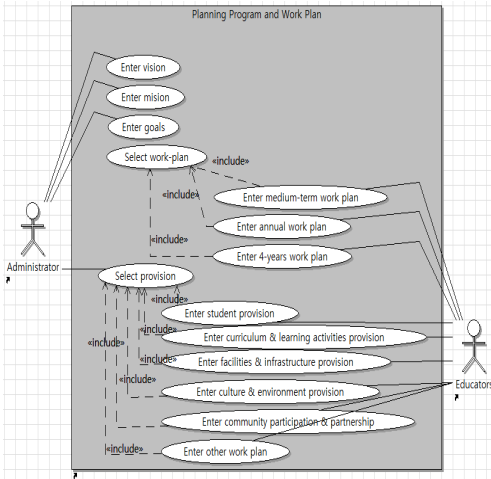 Planning Program and Work Plan
Enter vision
Enter mision
Enter goals
Select work-plan
«include»
Enter medium-term work plan
«include»
Enter annual work plan
«include»
Enter 4-years work plan
Administrator
Select provision
«include»
Enter student provision
«include»
Enter curriculum & learning activities provision
«include»
Enter facilities & infrastructure provision
«include»
Educators
«include»
Enter culture & environment provision
Enter community participation & partnership
«include»
Enter other work plan